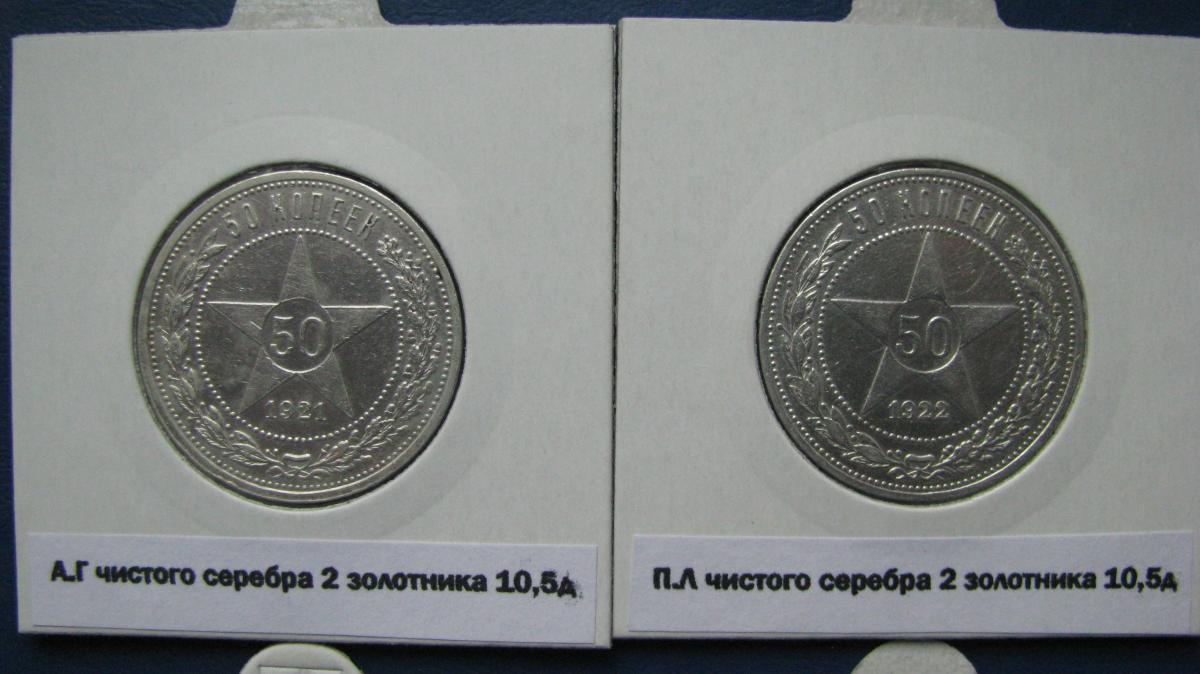 50 КОПЕЕК
50
1921
А.Г чистого серебра 2 золотника 10,5д
50 КОПЕЕК
50
1922
П.Л чистого серебра 2 золотника 10,5д